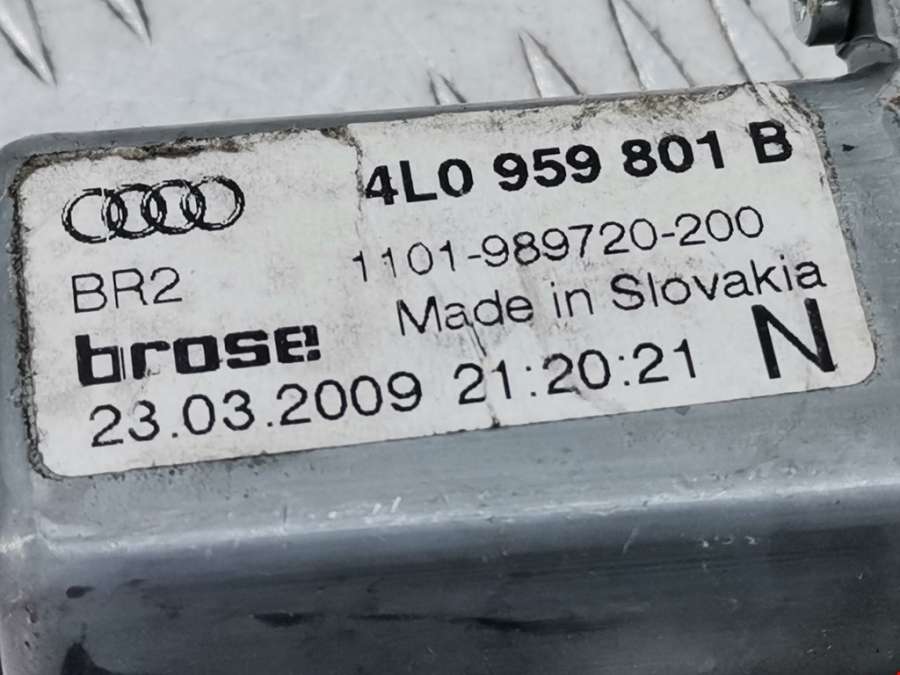 4L0 959 801 B
BR2
1101-989720-200
brose
Made in Slovakia
23.03.2009 21:20:21 N